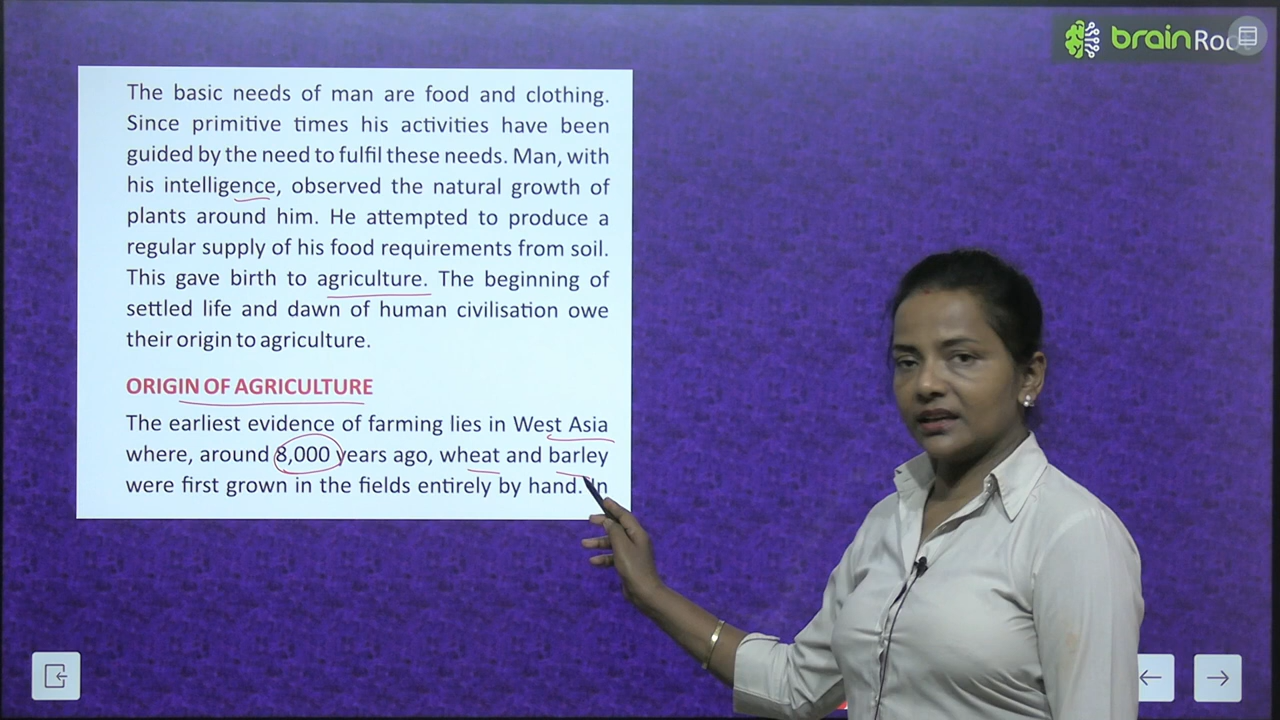 brainRo
The basic needs of man are food and clothing.
Since primitive times his activities have been
guided by the need to fulfil these needs. Man, with
his intelligence, observed the natural growth of
plants around him. He attempted to produce a
regular supply of his food requirements from soil.
This gave birth to agriculture. The beginning of
settled life and dawn of human civilisation owe
their origin to agriculture.
ORIGIN OF AGRICULTURE
The earliest evidence of farming lies in West Asia
where, around 8,000 years ago, wheat and barley
were first grown in the fields entirely by hand. In